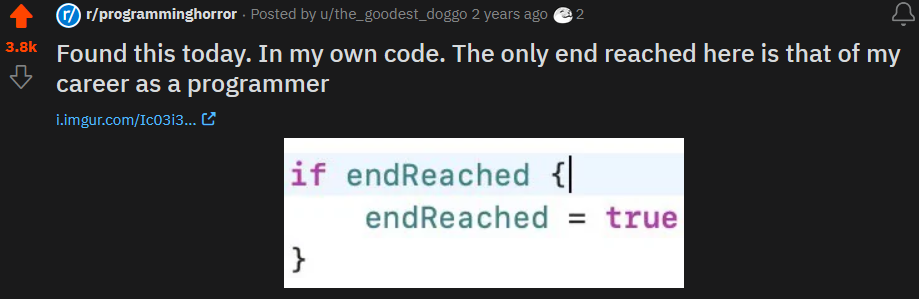 r/ r/programminghorror · Posted by u/the_goodest_doggo 2 years ago 2
3.8k
Found this today. In my own code. The only end reached here is that of my
career as a programmer
i.imgur.com/Ic03i3...
if endReached {
    endReached = true
}